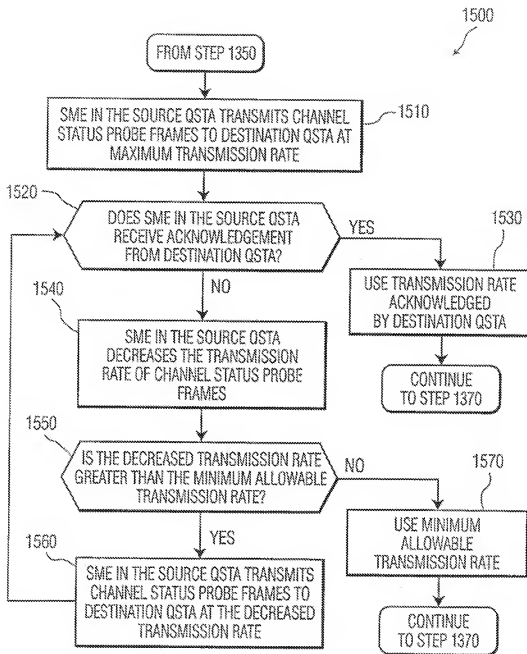 1500
FROM STEP 1350
1510
SME IN THE SOURCE QSTA TRANSMITS CHANNEL
STATUS PROBE FRAMES TO DESTINATION QSTA AT
MAXIMUM TRANSMISSION RATE
1520
DOES SME IN THE SOURCE QSTA
RECEIVE ACKNOWLEDGEMENT
FROM DESTINATION QSTA?
YES
1530
USE TRANSMISSION RATE
ACKNOWLEDGED
BY DESTINATION QSTA
CONTINUE
TO STEP 1370
NO
1540
SME IN THE SOURCE QSTA
DECREASES THE TRANSMISSION
RATE OF CHANNEL STATUS PROBE
FRAMES
1550
IS THE DECREASED TRANSMISSION RATE
GREATER THAN THE MINIMUM ALLOWABLE
TRANSMISSION RATE?
NO
1570
USE MINIMUM
ALLOWABLE
TRANSMISSION RATE
CONTINUE
TO STEP 1370
YES
1560
SME IN THE SOURCE QSTA TRANSMITS
CHANNEL STATUS PROBE FRAMES TO
DESTINATION QSTA AT THE DECREASED
TRANSMISSION RATE